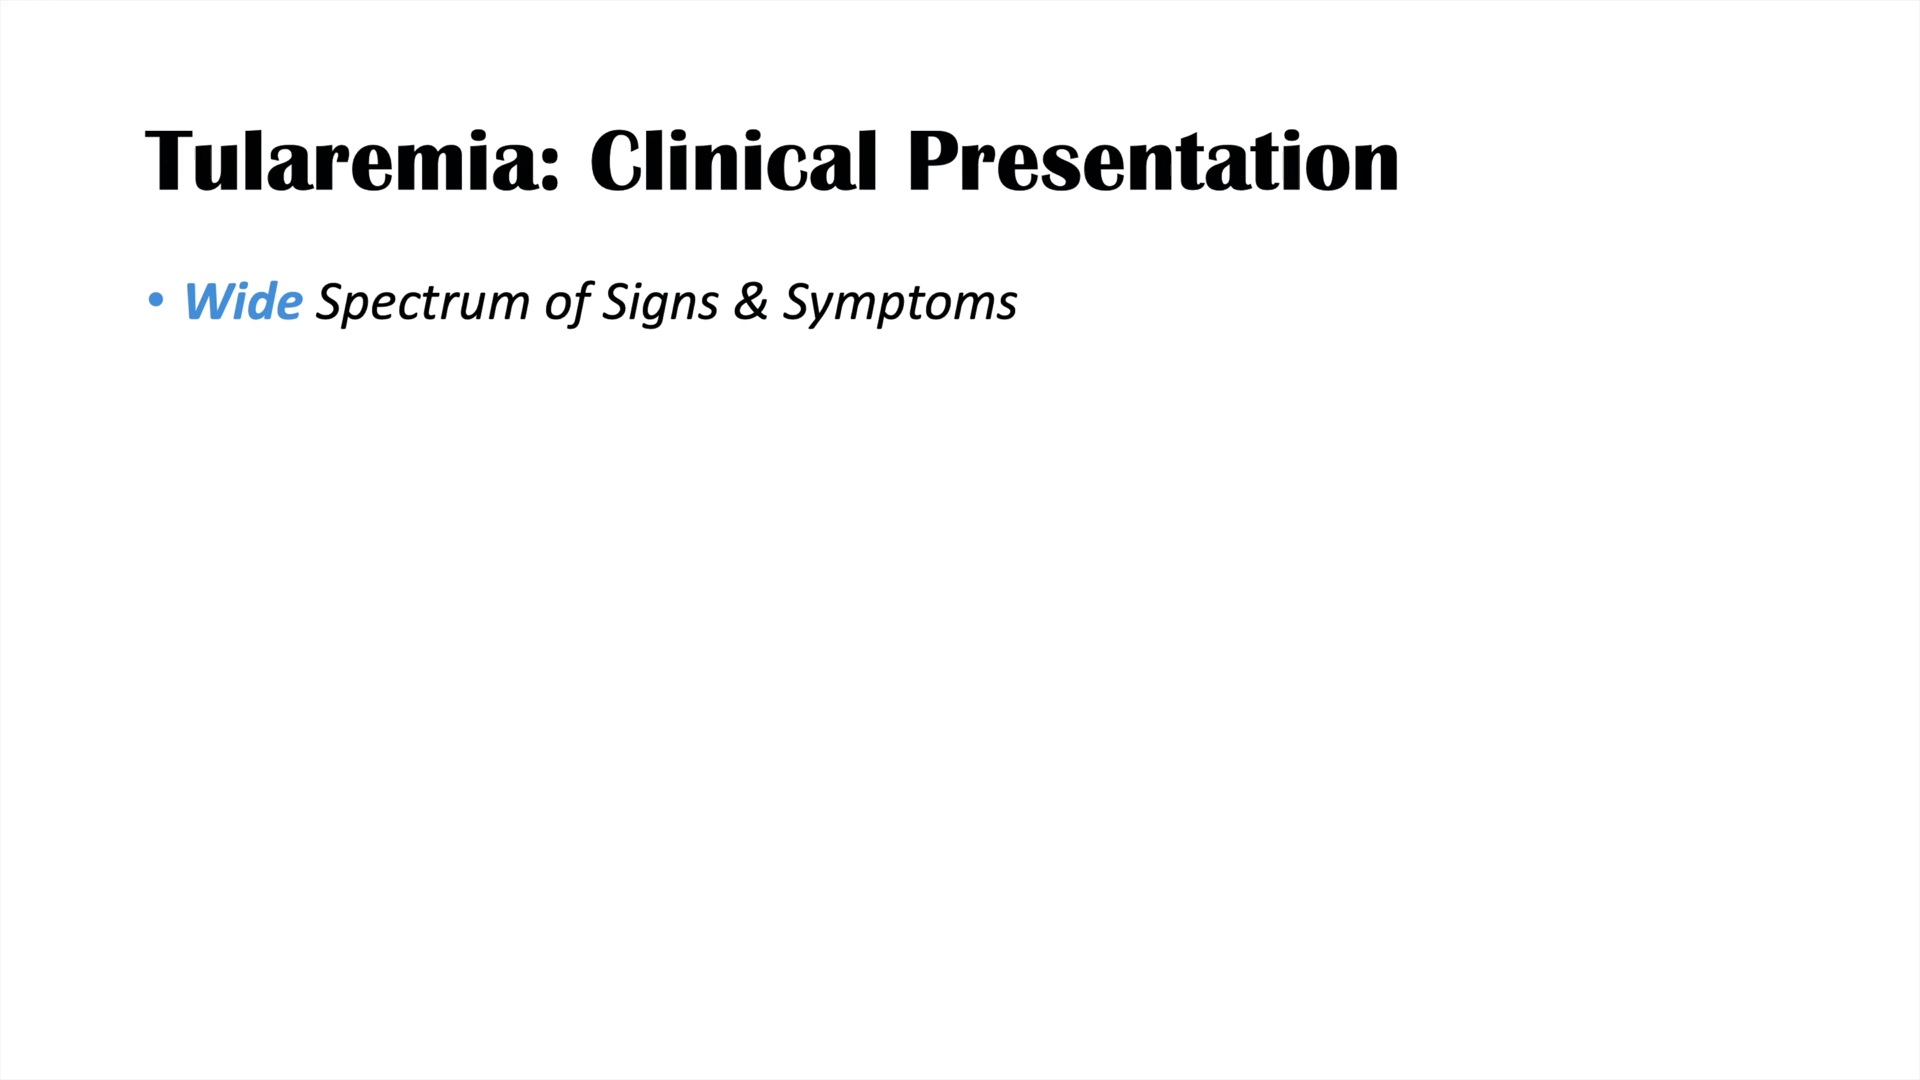 Tularemia: Clinical Presentation
• Wide Spectrum of Signs & Symptoms